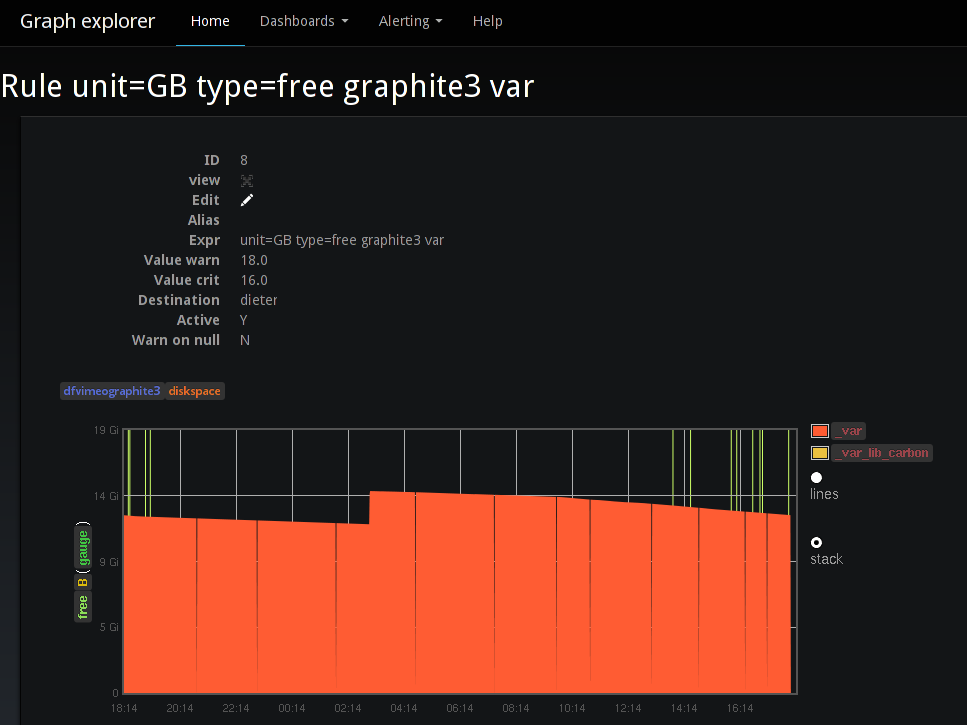 Graph explorer Home Dashboards Alerting Help
Rule unit=GB type=free graphite3 var
ID 8
view
Edit
Alias
Expr unit=GB type=free graphite3 var
Value warn 18.0
Value crit 16.0
Destination dieter
Active Y
Warn on null N
dfvimeographite3 diskspace
19 Gi
14 Gi
9 Gi
5 Gi
0
free B (gauge)
18:14 20:14 22:14 00:14 02:14 04:14 06:14 08:14 10:14 12:14 14:14 16:14
_var
_var_lib_carbon
lines
stack